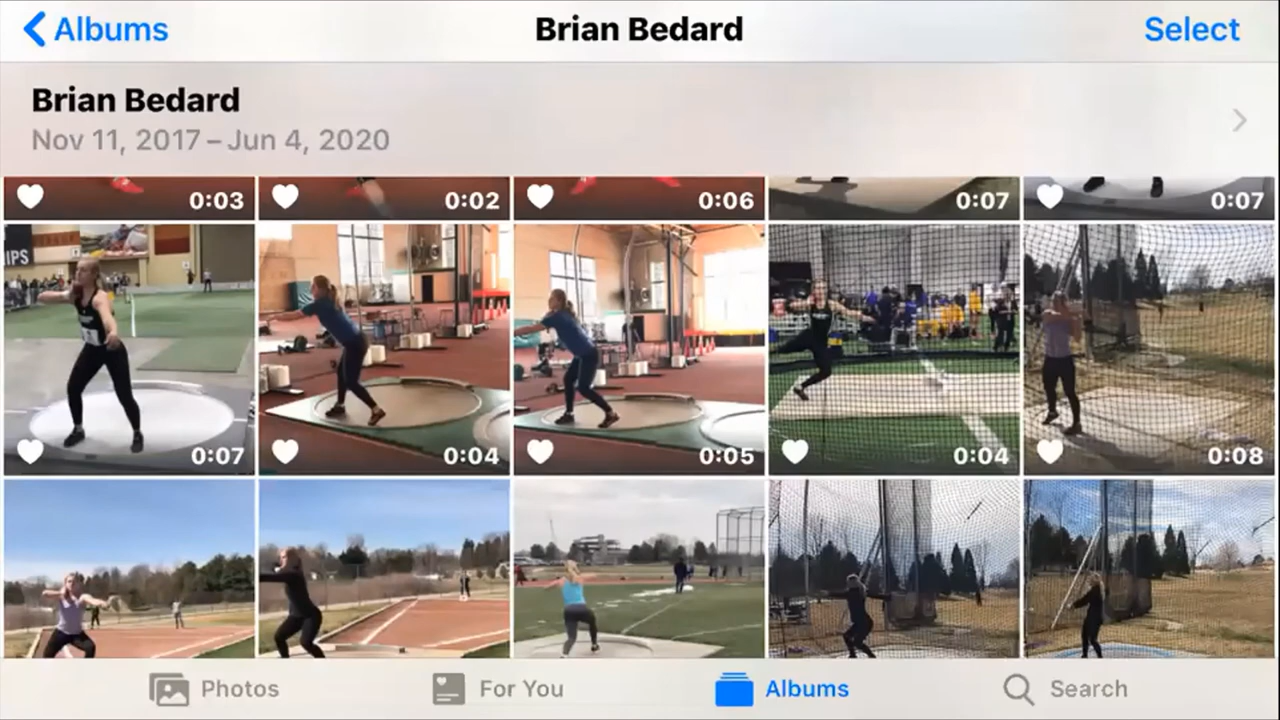 Albums
Brian Bedard
Select
Brian Bedard
Nov 11, 2017 – Jun 4, 2020
0:03
0:02
0:06
0:07
0:07
IPS
0:07
0:04
0:05
0:04
0:08
Photos
For You
Albums
Search